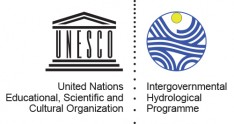 UNESCO
United Nations
Educational, Scientific and
Cultural Organization
Intergovernmental
Hydrological
Programme